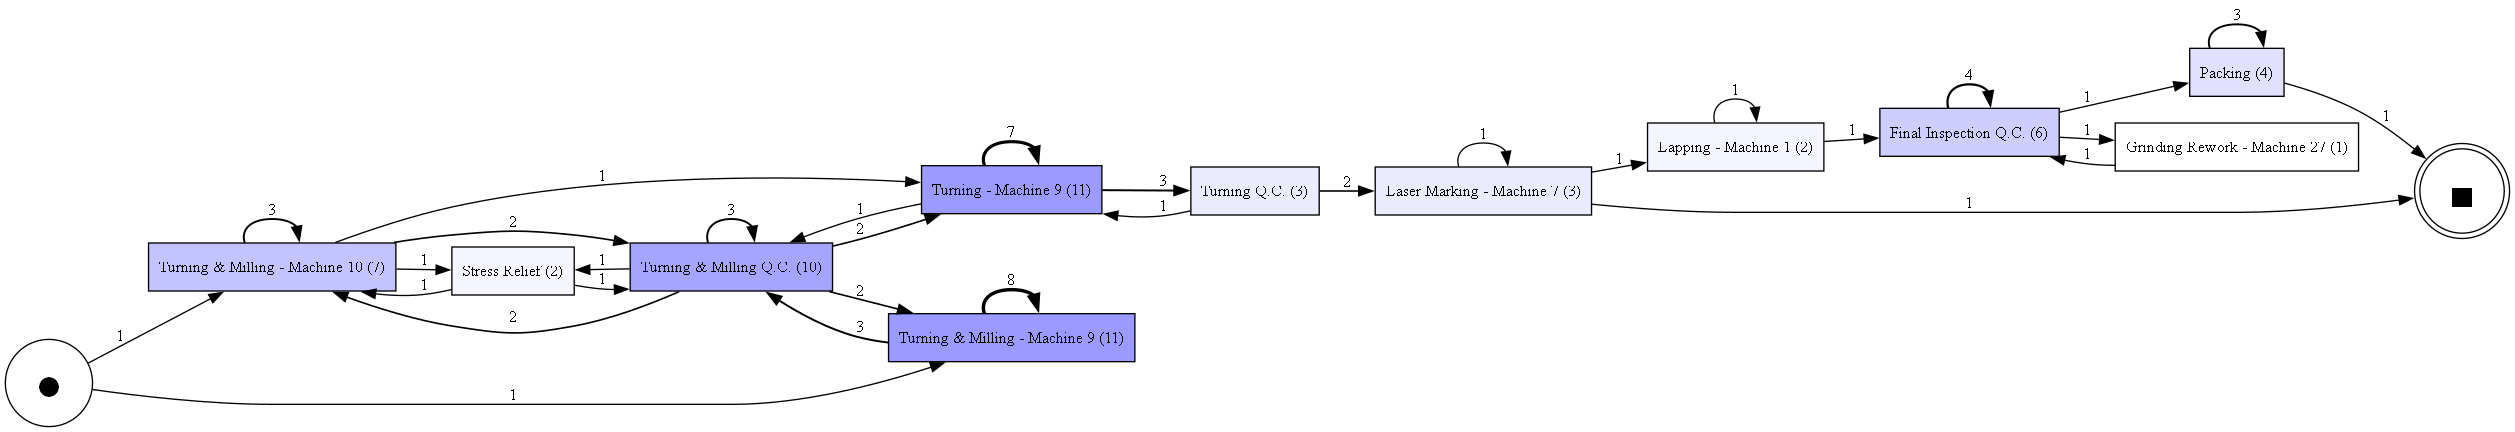 3
Packing (4)
1
4
1
1
Final Inspection Q.C. (6)
1
1
Grinding Rework - Machine 27 (1)
1
Lapping - Machine 1 (2)
1
1
1
Laser Marking - Machine 7 (3)
1
2
Turning Q.C. (3)
3
1
7
Turning - Machine 9 (11)
1
1
2
3
Turning & Milling Q.C. (10)
2
1
1
1
1
Stress Relief (2)
3
Turning & Milling - Machine 10 (7)
2
2
3
8
Turning & Milling - Machine 9 (11)
1
1